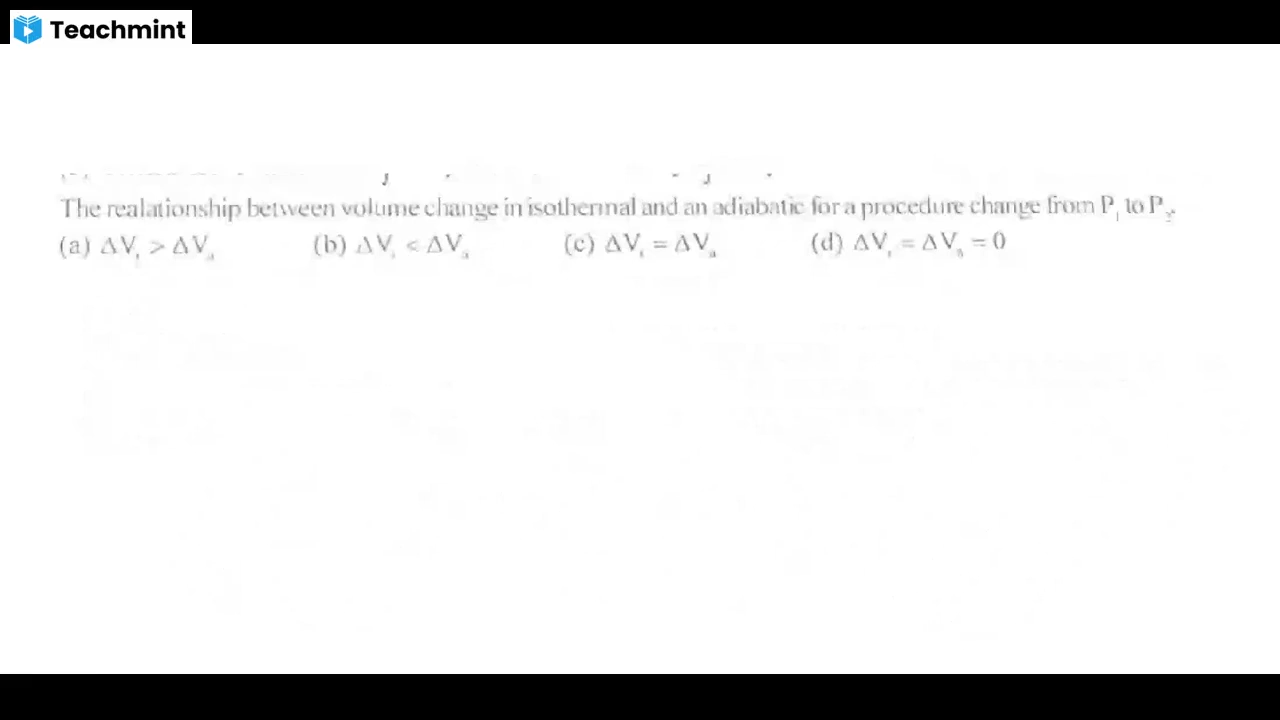 Teachmint
The realationship between volume change in isothermal and an adiabatic for a procedure change from P₁ to P₂.
(a) ΔVᵢ > ΔVₐ (b) ΔVᵢ < ΔVₐ (c) ΔVᵢ = ΔVₐ (d) ΔVᵢ = ΔVₐ = 0